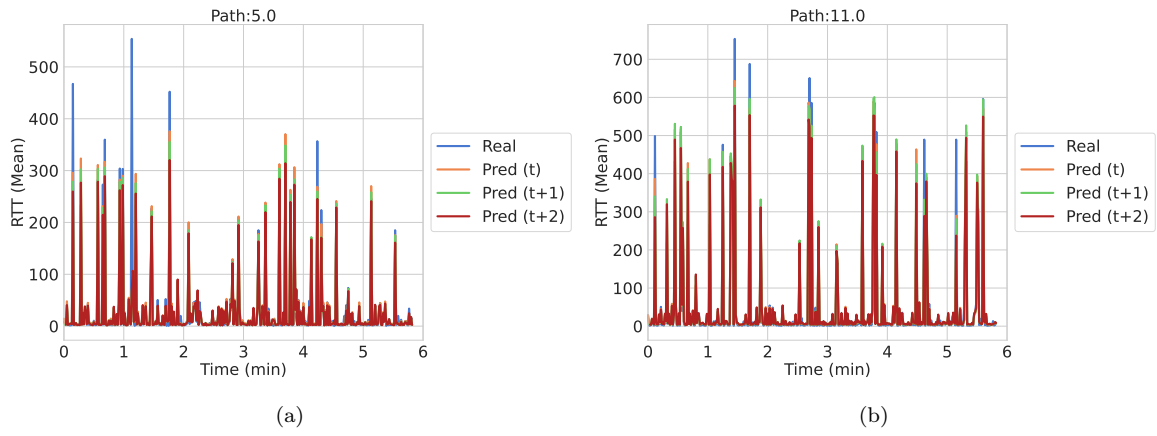 Path:5.0
RTT (Mean)
500
400
300
200
100
0
0 1 2 3 4 5 6
Time (min)
Real
Pred (t)
Pred (t+1)
Pred (t+2)
(a)
Path:11.0
RTT (Mean)
700
600
500
400
300
200
100
0
0 1 2 3 4 5 6
Time (min)
Real
Pred (t)
Pred (t+1)
Pred (t+2)
(b)